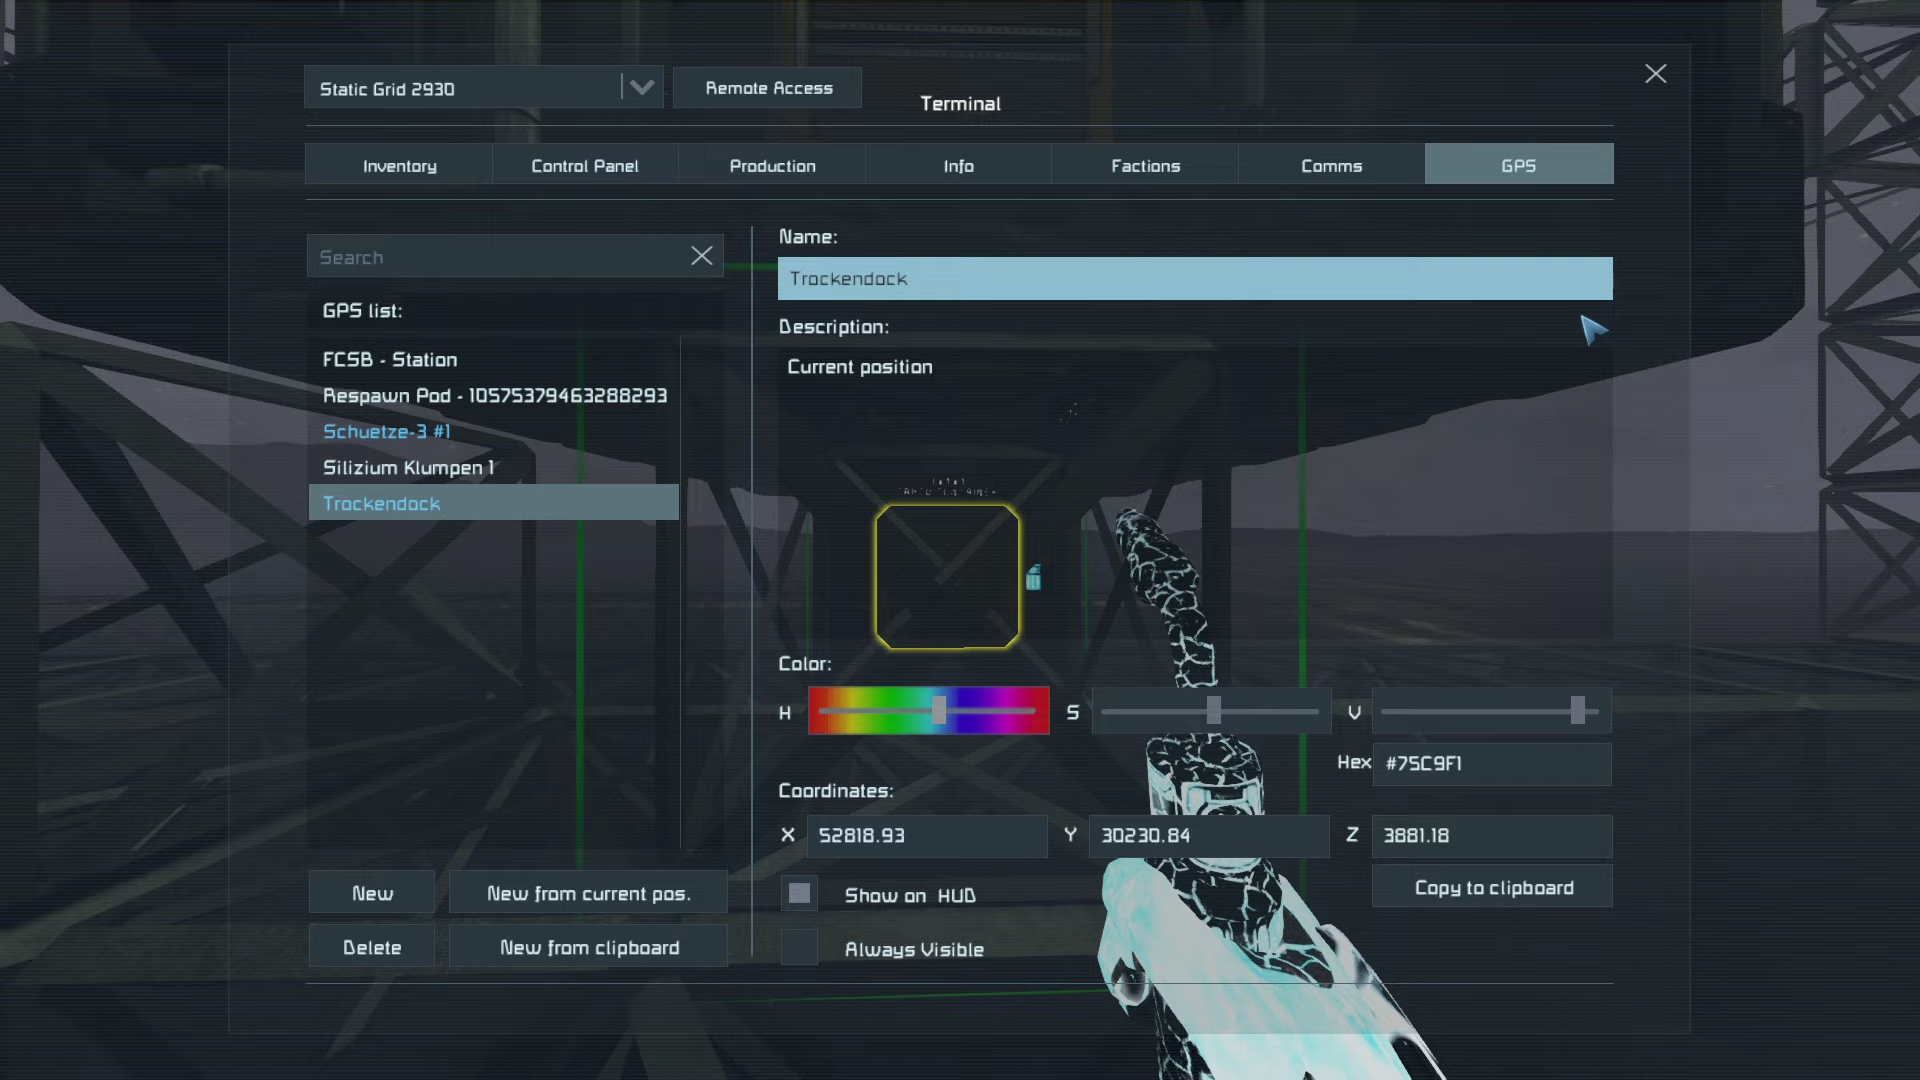 Static Grid 2930
Remote Access
Terminal
Inventory
Control Panel
Production
Info
Factions
Comms
GPS
Search
GPS list:
FCSB - Station
Respawn Pod - 105753794463288293
Schuetze-3 #1
Silizium Klumpen 1
Trockendock
Name:
Trockendock
Description:
Current position
Color:
H
S
V
Hex #75C9F1
Coordinates:
X 52818.93
Y 30230.84
Z 3881.18
Show on HUD
Copy to clipboard
Always Visible
New
New from current pos.
Delete
New from clipboard